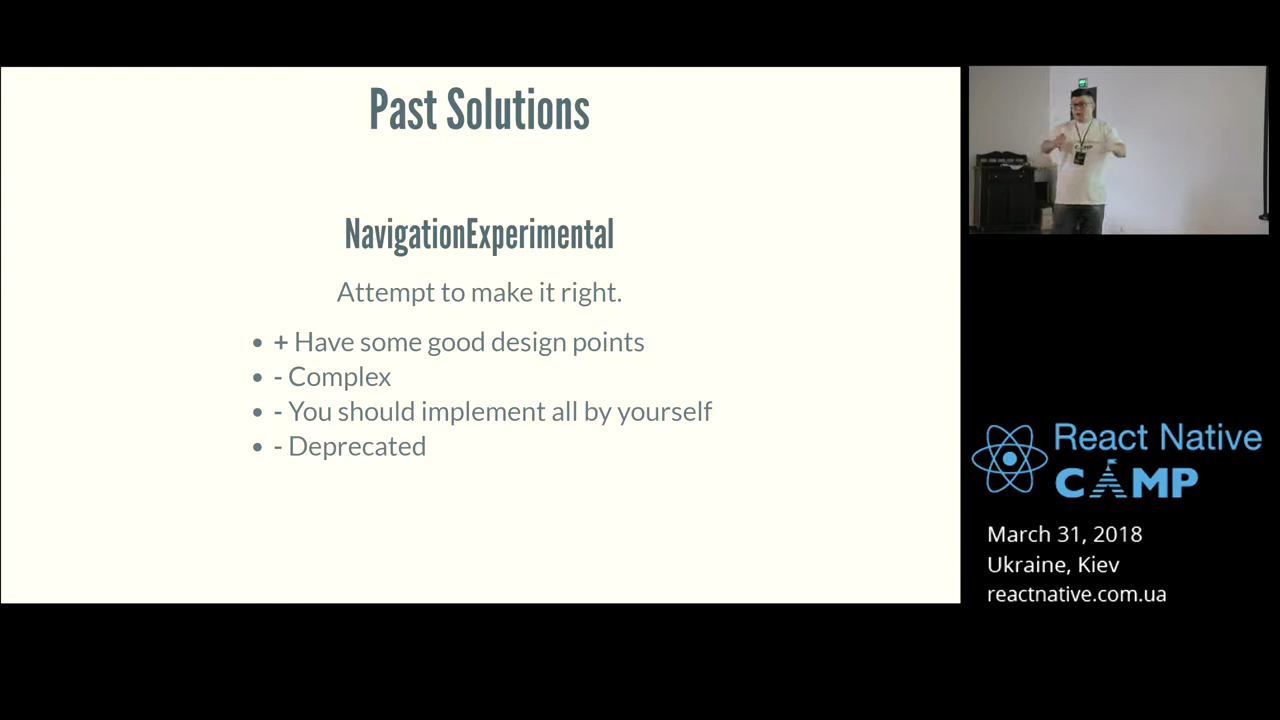 Past Solutions
NavigationExperimental
Attempt to make it right.
• + Have some good design points
• - Complex
• - You should implement all by yourself
• - Deprecated
CAMP
React Native
CAMP
March 31, 2018
Ukraine, Kiev
reactnative.com.ua